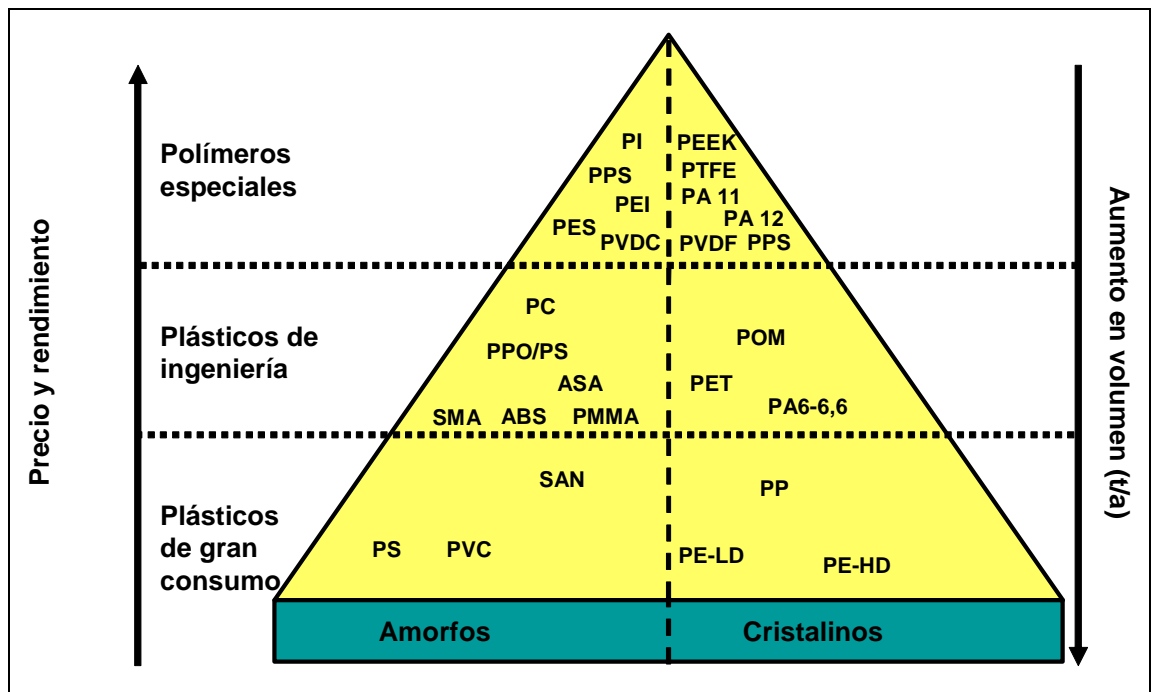 Precio y rendimiento
Polímeros
especiales
PI
PEEK
PPS
PTFE
PEI
PA 11
PES
PA 12
PVDC
PVDF
PPS
Plásticos de
ingeniería
PC
POM
PPO/PS
ASA
PET
SMA
ABS
PMMA
PA6-6,6
Plásticos
de gran
consumo
SAN
PP
PS
PVC
PE-LD
PE-HD
Amorfos
Cristalinos
Aumento en volumen (t/a)